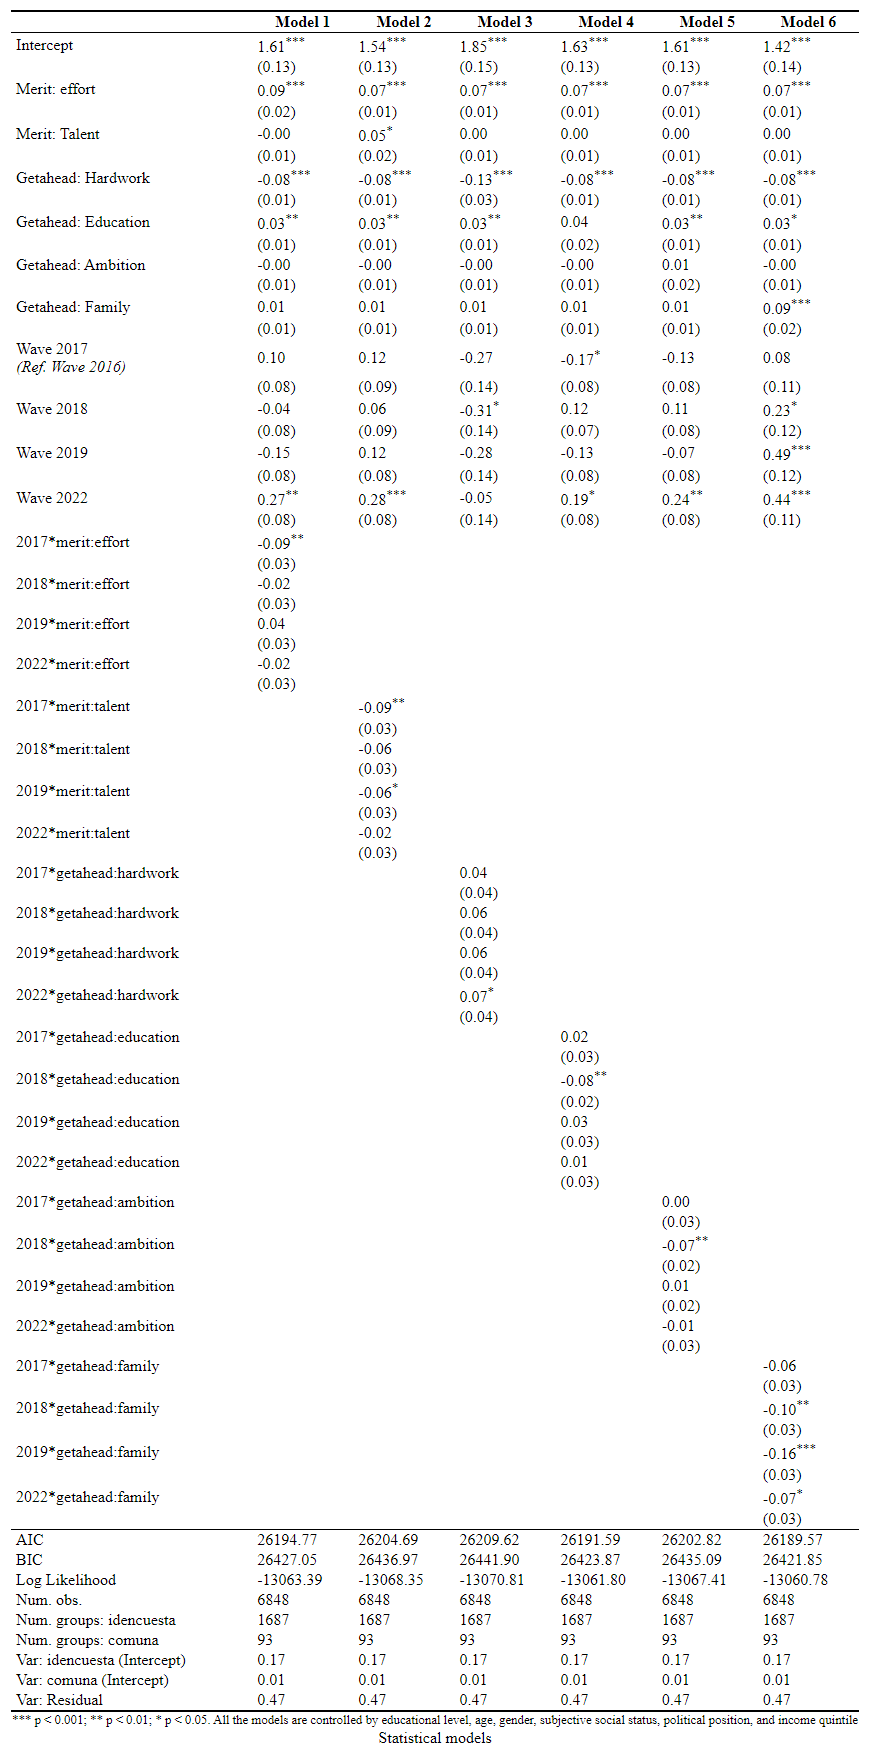 Model 1 Model 2 Model 3 Model 4 Model 5 Model 6
Intercept 1.61*** 1.54*** 1.85*** 1.63*** 1.61*** 1.42***
(0.13) (0.13) (0.15) (0.13) (0.13) (0.14)
Merit: effort 0.09*** 0.07*** 0.07*** 0.07*** 0.07*** 0.07***
(0.02) (0.01) (0.01) (0.01) (0.01) (0.01)
Merit: Talent -0.00 0.05* 0.00 0.00 0.00 0.00
(0.01) (0.02) (0.01) (0.01) (0.01) (0.01)
Getahead: Hardwork -0.08*** -0.08*** -0.13*** -0.08*** -0.08*** -0.08***
(0.01) (0.01) (0.03) (0.01) (0.01) (0.01)
Getahead: Education 0.03** 0.03** 0.03** 0.04 0.03** 0.03*
(0.01) (0.01) (0.01) (0.02) (0.01) (0.01)
Getahead: Ambition -0.00 -0.00 -0.00 -0.00 0.01 -0.00
(0.01) (0.01) (0.01) (0.01) (0.02) (0.01)
Getahead: Family 0.01 0.01 0.01 0.01 0.01 0.09***
(0.01) (0.01) (0.01) (0.01) (0.01) (0.02)
Wave 2017
(Ref. Wave 2016) 0.10 0.12 -0.27 -0.17* -0.13 0.08
(0.08) (0.09) (0.14) (0.08) (0.08) (0.11)
Wave 2018 -0.04 0.06 -0.31* 0.12 0.11 0.23*
(0.08) (0.09) (0.14) (0.07) (0.08) (0.12)
Wave 2019 -0.15 0.12 -0.28 -0.13 -0.07 0.49***
(0.08) (0.08) (0.14) (0.08) (0.08) (0.12)
Wave 2022 0.27** 0.28*** -0.05 0.19* 0.24** 0.44***
(0.08) (0.08) (0.14) (0.08) (0.08) (0.11)
2017*merit:effort -0.09**
(0.03)
2018*merit:effort -0.02
(0.03)
2019*merit:effort 0.04
(0.03)
2022*merit:effort -0.02
(0.03)
2017*merit:talent -0.09**
(0.03)
2018*merit:talent -0.06
(0.03)
2019*merit:talent -0.06*
(0.03)
2022*merit:talent -0.02
(0.03)
2017*getahead:hardwork 0.04
(0.04)
2018*getahead:hardwork 0.06
(0.04)
2019*getahead:hardwork 0.06
(0.04)
2022*getahead:hardwork 0.07*
(0.04)
2017*getahead:education 0.02
(0.03)
2018*getahead:education -0.08**
(0.02)
2019*getahead:education 0.03
(0.03)
2022*getahead:education 0.01
(0.03)
2017*getahead:ambition 0.00
(0.03)
2018*getahead:ambition -0.07**
(0.02)
2019*getahead:ambition 0.01
(0.02)
2022*getahead:ambition -0.01
(0.03)
2017*getahead:family -0.06
(0.03)
2018*getahead:family -0.10**
(0.03)
2019*getahead:family -0.16***
(0.03)
2022*getahead:family -0.07*
(0.03)
AIC 26194.77 26204.69 26209.62 26191.59 26202.82 26189.57
BIC 26427.05 26436.97 26441.90 26423.87 26435.09 26421.85
Log Likelihood -13063.39 -13068.35 -13070.81 -13061.80 -13067.41 -13060.78
Num. obs. 6848 6848 6848 6848 6848 6848
Num. groups: idencuesta 1687 1687 1687 1687 1687 1687
Num. groups: comuna 93 93 93 93 93 93
Var: idencuesta (Intercept) 0.17 0.17 0.17 0.17 0.17 0.17
Var: comuna (Intercept) 0.01 0.01 0.01 0.01 0.01 0.01
Var: Residual 0.47 0.47 0.47 0.47 0.47 0.47
*** p < 0.001; ** p < 0.01; * p < 0.05. All the models are controlled by educational level, age, gender, subjective social status, political position, and income quintile
Statistical models